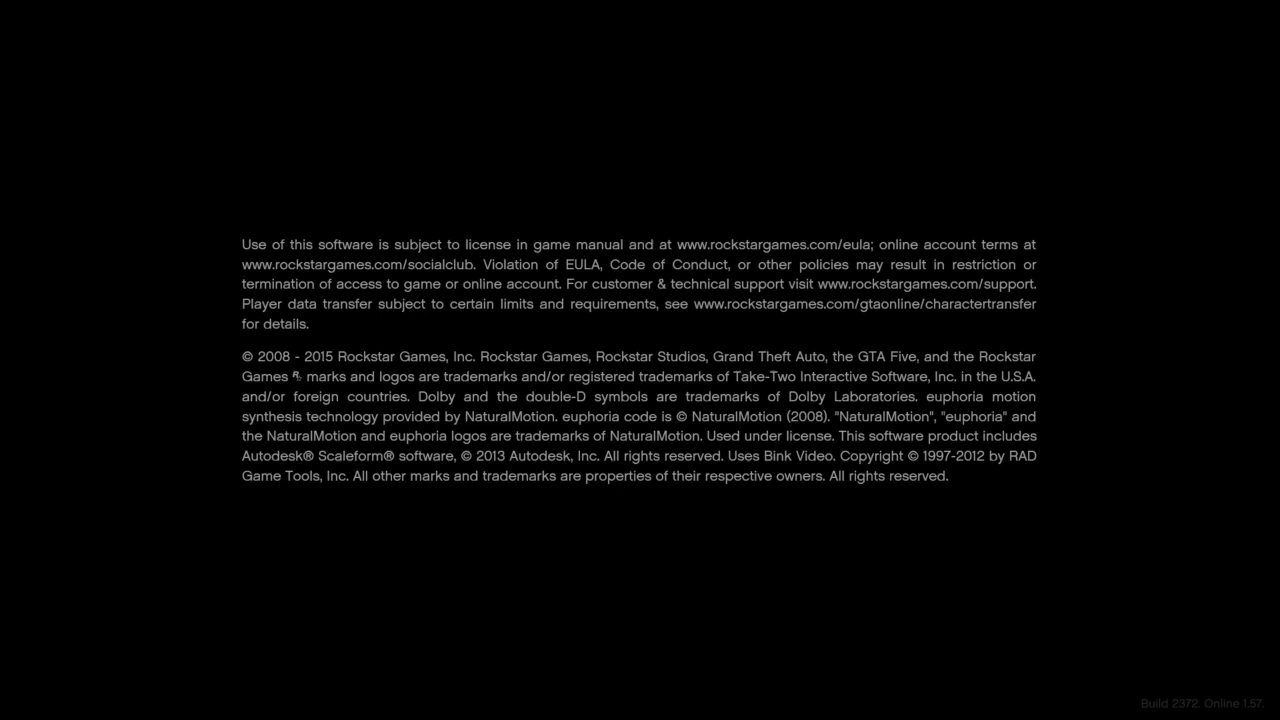 Use of this software is subject to license in game manual and at www.rockstargames.com/eula; online account terms at
www.rockstargames.com/socialclub. Violation of EULA, Code of Conduct, or other policies may result in restriction or
termination of access to game or online account. For customer & technical support visit www.rockstargames.com/support.
Player data transfer subject to certain limits and requirements, see www.rockstargames.com/gtaonline/charactertransfer
for details.
© 2008 - 2015 Rockstar Games, Inc. Rockstar Games, Rockstar Studios, Grand Theft Auto, the GTA Five, and the Rockstar
Games R* marks and logos are trademarks and/or registered trademarks of Take-Two Interactive Software, Inc. in the U.S.A.
and/or foreign countries. Dolby and the double-D symbols are trademarks of Dolby Laboratories. euphoria motion
synthesis technology provided by NaturalMotion. euphoria code is © NaturalMotion (2008). "NaturalMotion", "euphoria" and
the NaturalMotion and euphoria logos are trademarks of NaturalMotion. Used under license. This software product includes
Autodesk® Scaleform® software, © 2013 Autodesk, Inc. All rights reserved. Uses Bink Video. Copyright © 1997-2012 by RAD
Game Tools, Inc. All other marks and trademarks are properties of their respective owners. All rights reserved.
Build 2372. Online 1.57.